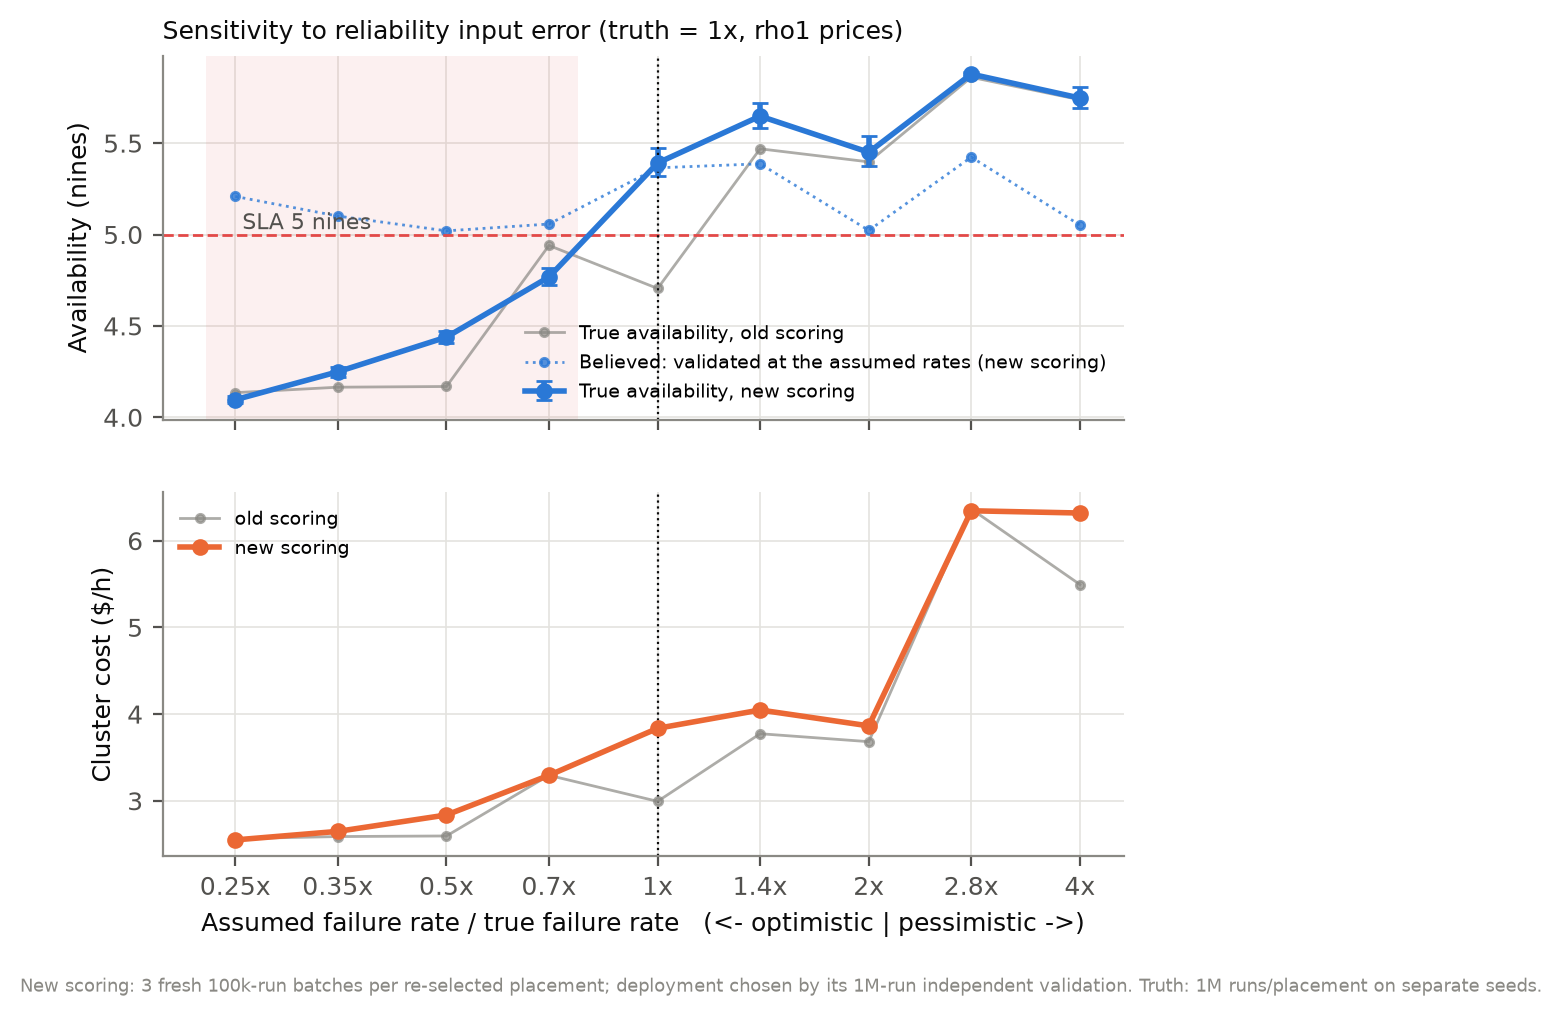 Sensitivity to reliability input error (truth = 1x, rho1 prices)
Availability (nines)
5.5
5.0
4.5
4.0
SLA 5 nines
True availability, old scoring
Believed: validated at the assumed rates (new scoring)
True availability, new scoring
Cluster cost ($/h)
6
5
4
3
old scoring
new scoring
0.25x 0.35x 0.5x 0.7x 1x 1.4x 2x 2.8x 4x
Assumed failure rate / true failure rate (<- optimistic | pessimistic ->)
New scoring: 3 fresh 100k-run batches per re-selected placement; deployment chosen by its 1M-run independent validation. Truth: 1M runs/placement on separate seeds.